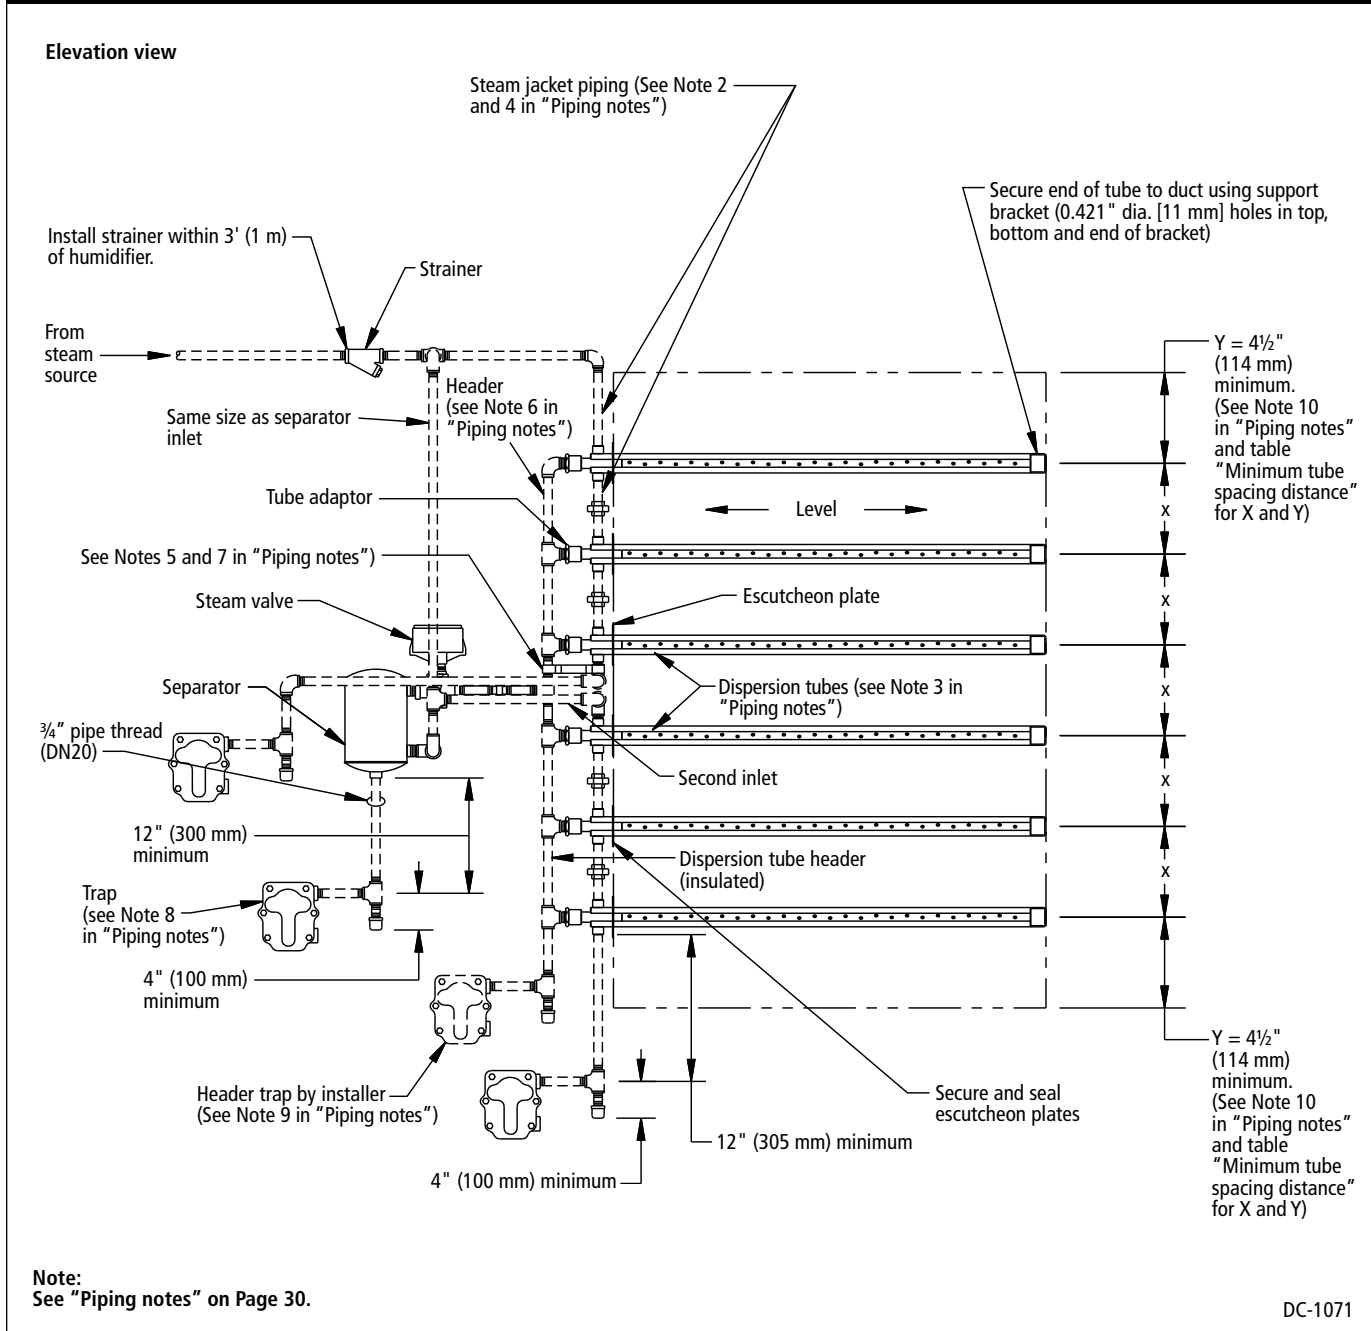 Elevation view
Steam jacket piping (See Note 2
and 4 in “Piping notes”)
Secure end of tube to duct using support
bracket (0.421" dia. [11 mm] holes in top,
bottom and end of bracket)
Install strainer within 3' (1 m)
of humidifier.
Strainer
From
steam
source
Y = 4½"
(114 mm)
minimum.
(See Note 10
in “Piping notes”
and table
“Minimum tube
spacing distance”
for X and Y)
Header
(see Note 6 in
“Piping notes”)
Same size as separator
inlet
Tube adaptor
Level
x
See Notes 5 and 7 in “Piping notes”)
Steam valve
Escutcheon plate
x
Separator
Dispersion tubes (see Note 3 in
“Piping notes”)
x
¾" pipe thread
(DN20)
Second inlet
x
12" (300 mm)
minimum
Dispersion tube header
(insulated)
x
Trap
(see Note 8
in “Piping notes”)
4" (100 mm)
minimum
Header trap by installer
(See Note 9 in “Piping notes”)
Secure and seal
escutcheon plates
Y = 4½"
(114 mm)
minimum.
(See Note 10
in “Piping notes”
and table
“Minimum tube
spacing distance”
for X and Y)
12" (305 mm) minimum
4" (100 mm) minimum
Note:
See “Piping notes” on Page 30.
DC-1071